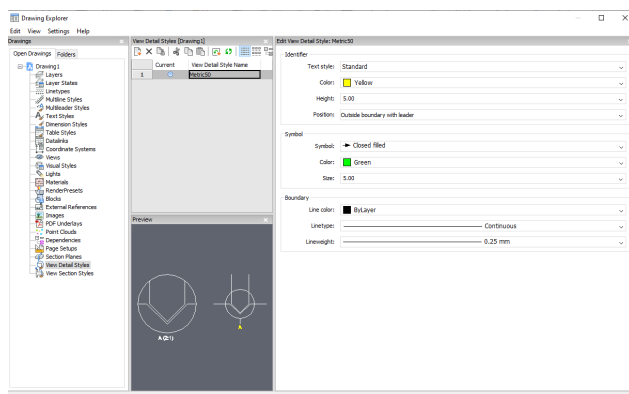 Drawing Explorer
Edit View Settings Help
Drawings
Open Drawings Folders
Drawing1
Layers
Layer States
Linetypes
Multiline Styles
Multileader Styles
Text Styles
Dimension Styles
Table Styles
Datalinks
Coordinate Systems
Views
Visual Styles
Lights
Materials
RenderPresets
Blocks
External References
Images
PDF Underlays
Point Clouds
Dependencies
Page Setups
Section Planes
View Detail Styles
View Section Styles
View Detail Styles [Drawing1]
Current View Detail Style Name
1 Metric50
Preview
A (2:1)
A
Edit View Detail Style: Metric50
Identifier
Text style: Standard
Color: Yellow
Height: 5.00
Position: Outside boundary with leader
Symbol
Symbol: Closed filled
Color: Green
Size: 5.00
Boundary
Line color: ByLayer
Linetype: Continuous
Lineweight: 0.25 mm